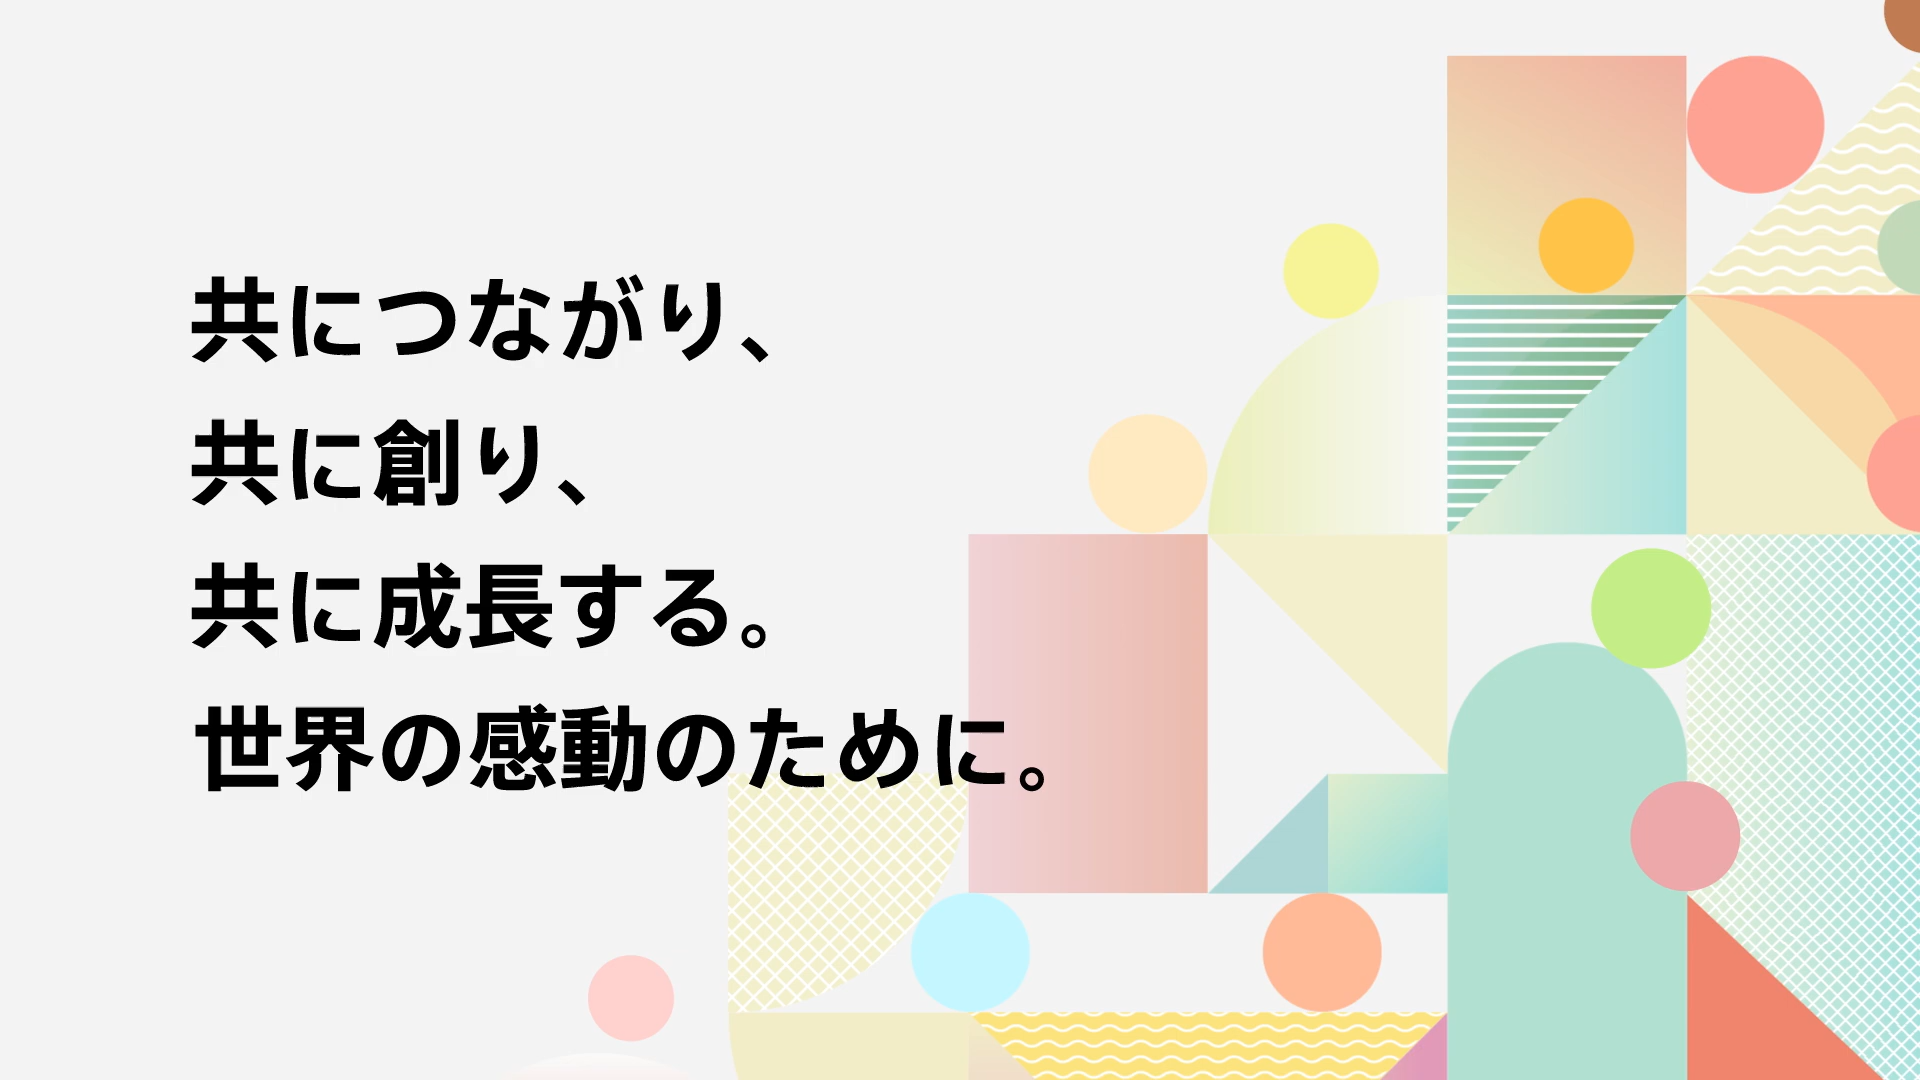 共につながり、
共に創り、
共に成長する。
世界の感動のために。